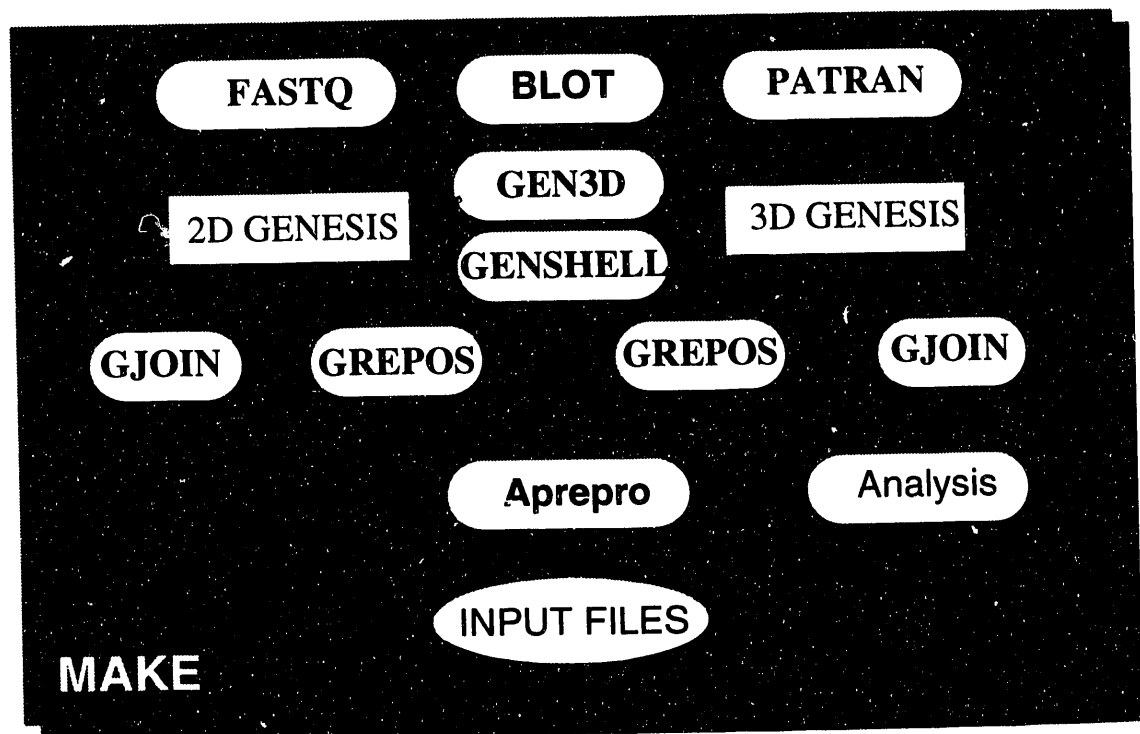 FASTQ
BLOT
PATRAN
GEN3D
2D GENESIS
3D GENESIS
GENSHELL
GJOIN
GREPOS
GREPOS
GJOIN
Aprepro
Analysis
INPUT FILES
MAKE